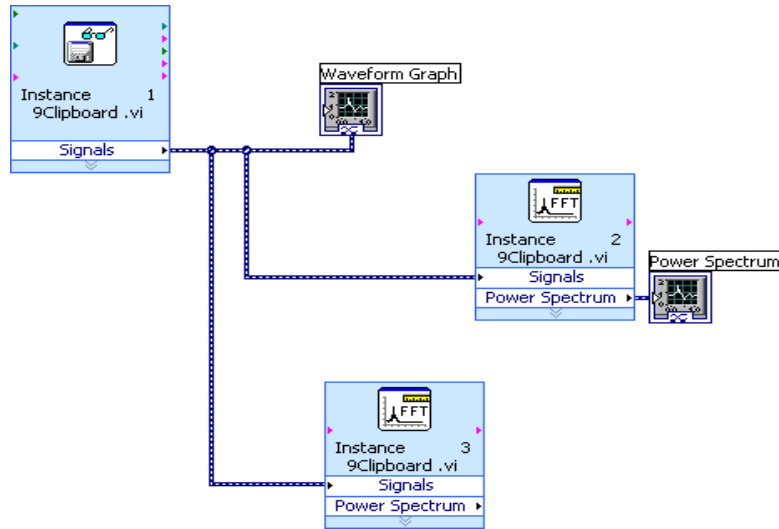 Instance 1
9Clipboard .vi
Signals
Waveform Graph
FFT
Instance 2
9Clipboard .vi
Signals
Power Spectrum
Power Spectrum
FFT
Instance 3
9Clipboard .vi
Signals
Power Spectrum